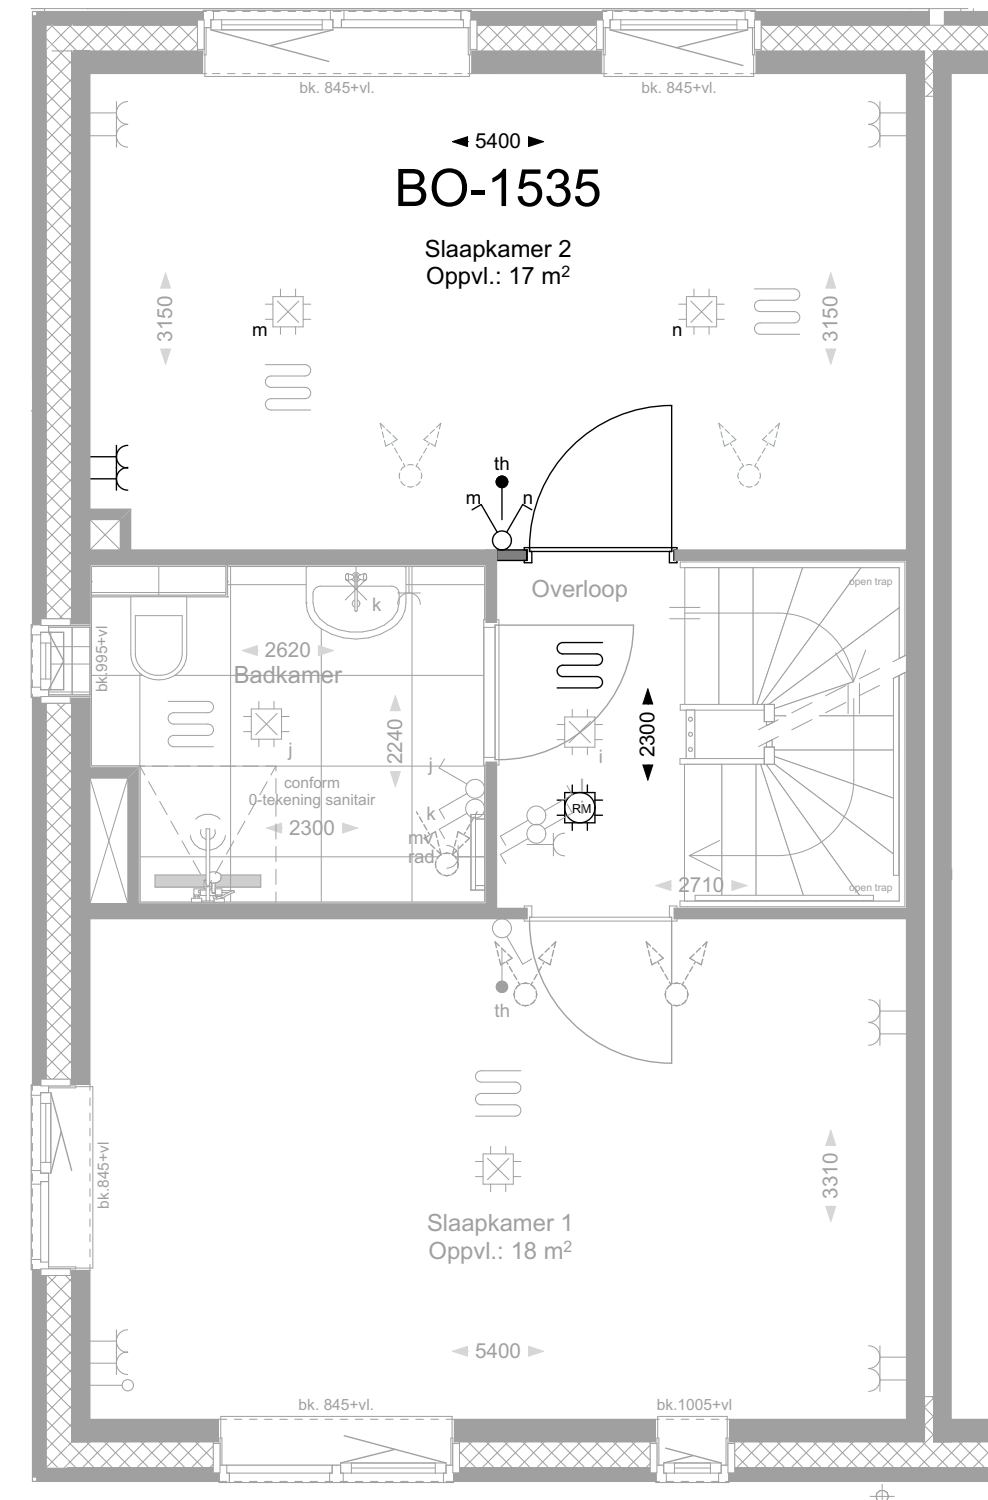 bk. 845+vl.
bk. 845+vl.
5400
BO-1535
Slaapkamer 2
Oppvl.: 17 m²
3150
3150
m
n
th
m
n
Overloop
open trap
k
bk.995+vl
2620
Badkamer
2240
2300
j
i
j
conform
0-tekening sanitair
2300
k
mv
rad
RM
2710
open trap
th
Slaapkamer 1
Oppvl.: 18 m²
3310
bk.845+vl
5400
bk. 845+vl.
bk.1005+vl